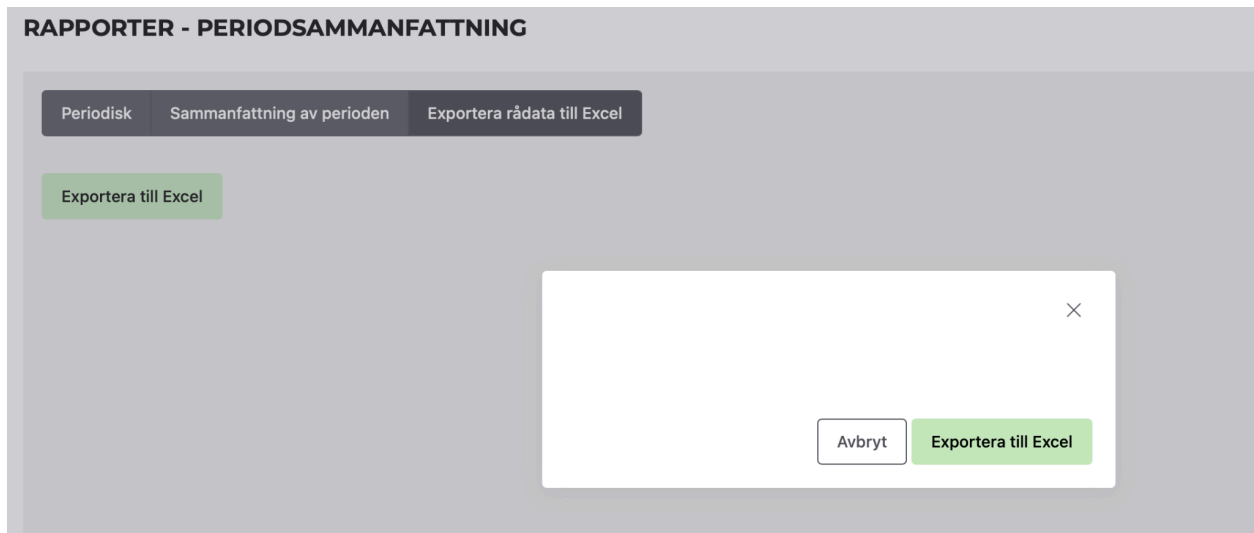 RAPPORTER - PERIODSAMMANFATTNING
Periodisk Sammanfattning av perioden Exportera rådata till Excel
Exportera till Excel
Avbryt Exportera till Excel